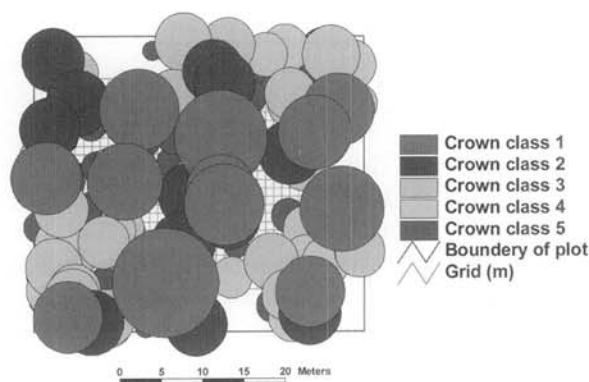 Crown class 1
Crown class 2
Crown class 3
Crown class 4
Crown class 5
Boundary of plot
Grid (m)
0 5 10 15 20 Meters